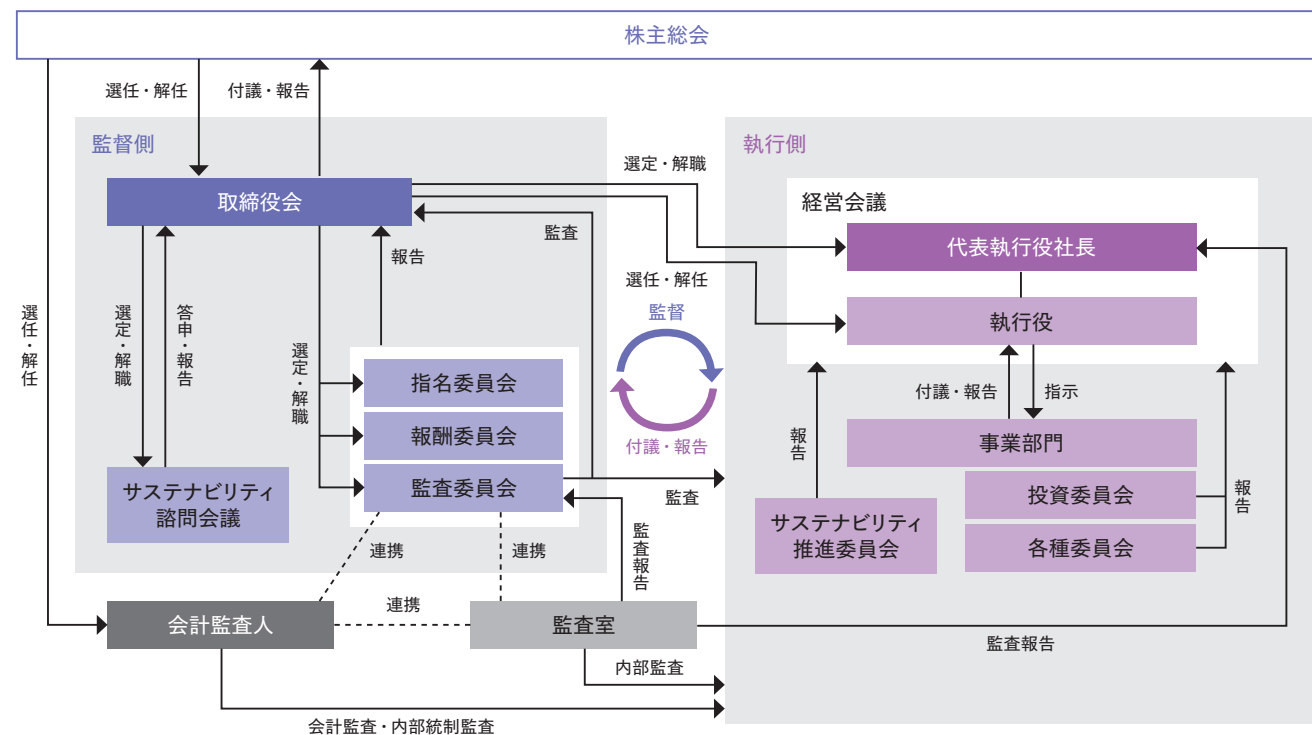 株主総会
選任・解任
付議・報告
監督側
執行側
選定・解職
取締役会
経営会議
監査
代表執行役社長
報告
選任・解任
選任・解任
選定・解職
答申・報告
監督
執行役
選定・解職
指名委員会
付議・報告
指示
報酬委員会
付議・報告
報告
事業部門
監査委員会
監査
サステナビリティ
諮問会議
投資委員会
報告
サステナビリティ
推進委員会
各種委員会
連携
連携
監査報告
連携
会計監査人
監査室
監査報告
内部監査
会計監査・内部統制監査